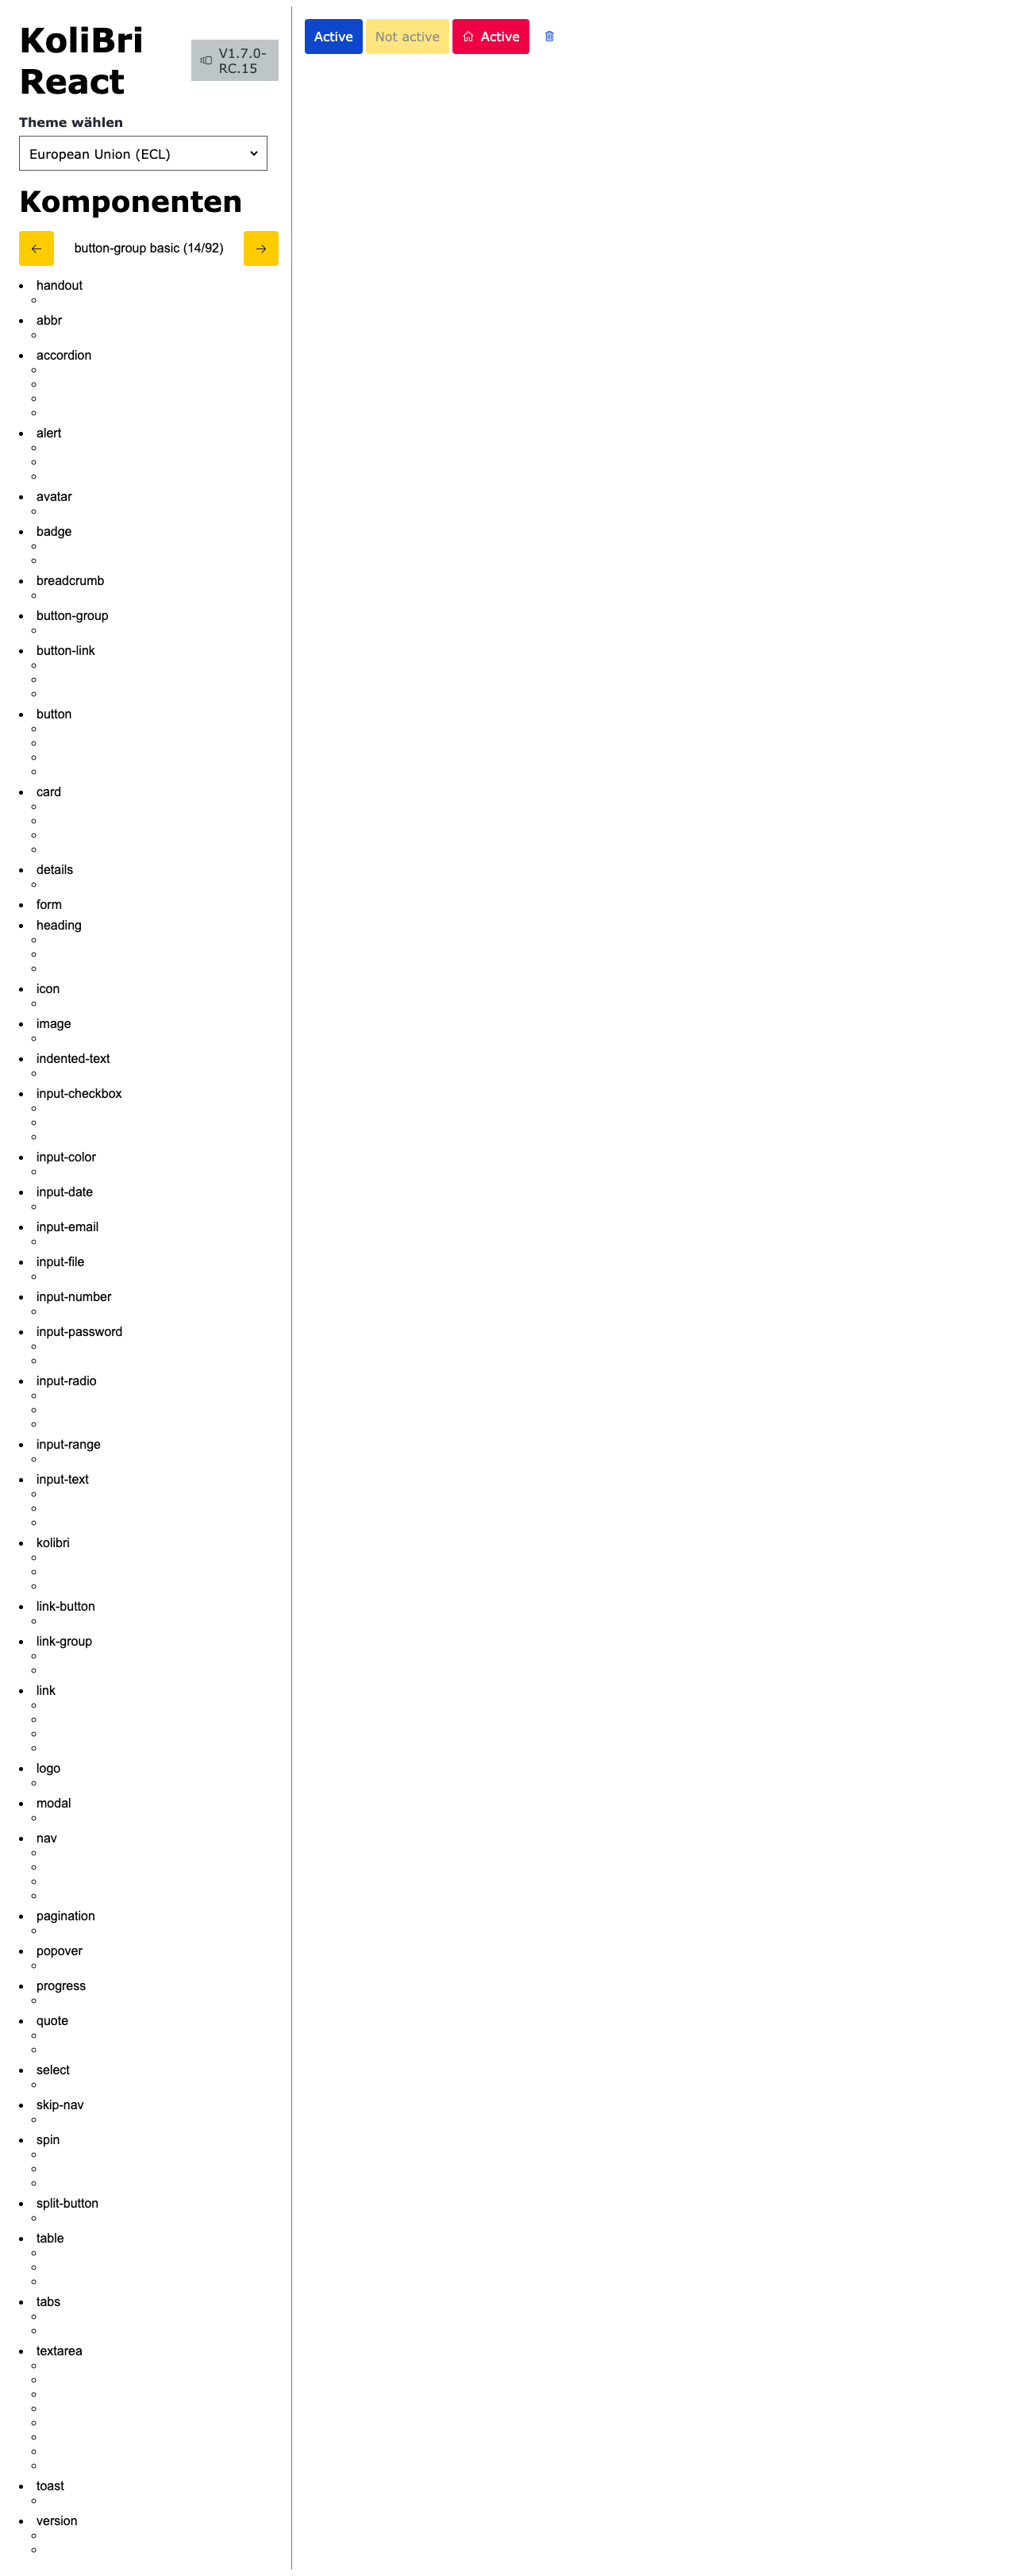 KoliBri
React
V1.7.0-
RC.15
Theme wählen
European Union (ECL)
Komponenten
button-group basic (14/92)
handout
abbr
accordion
alert
avatar
badge
breadcrumb
button-group
button-link
button
card
details
form
heading
icon
image
indented-text
input-checkbox
input-color
input-date
input-email
input-file
input-number
input-password
input-radio
input-range
input-text
kolibri
link-button
link-group
link
logo
modal
nav
pagination
popover
progress
quote
select
skip-nav
spin
split-button
table
tabs
textarea
toast
version
Active Not active Active